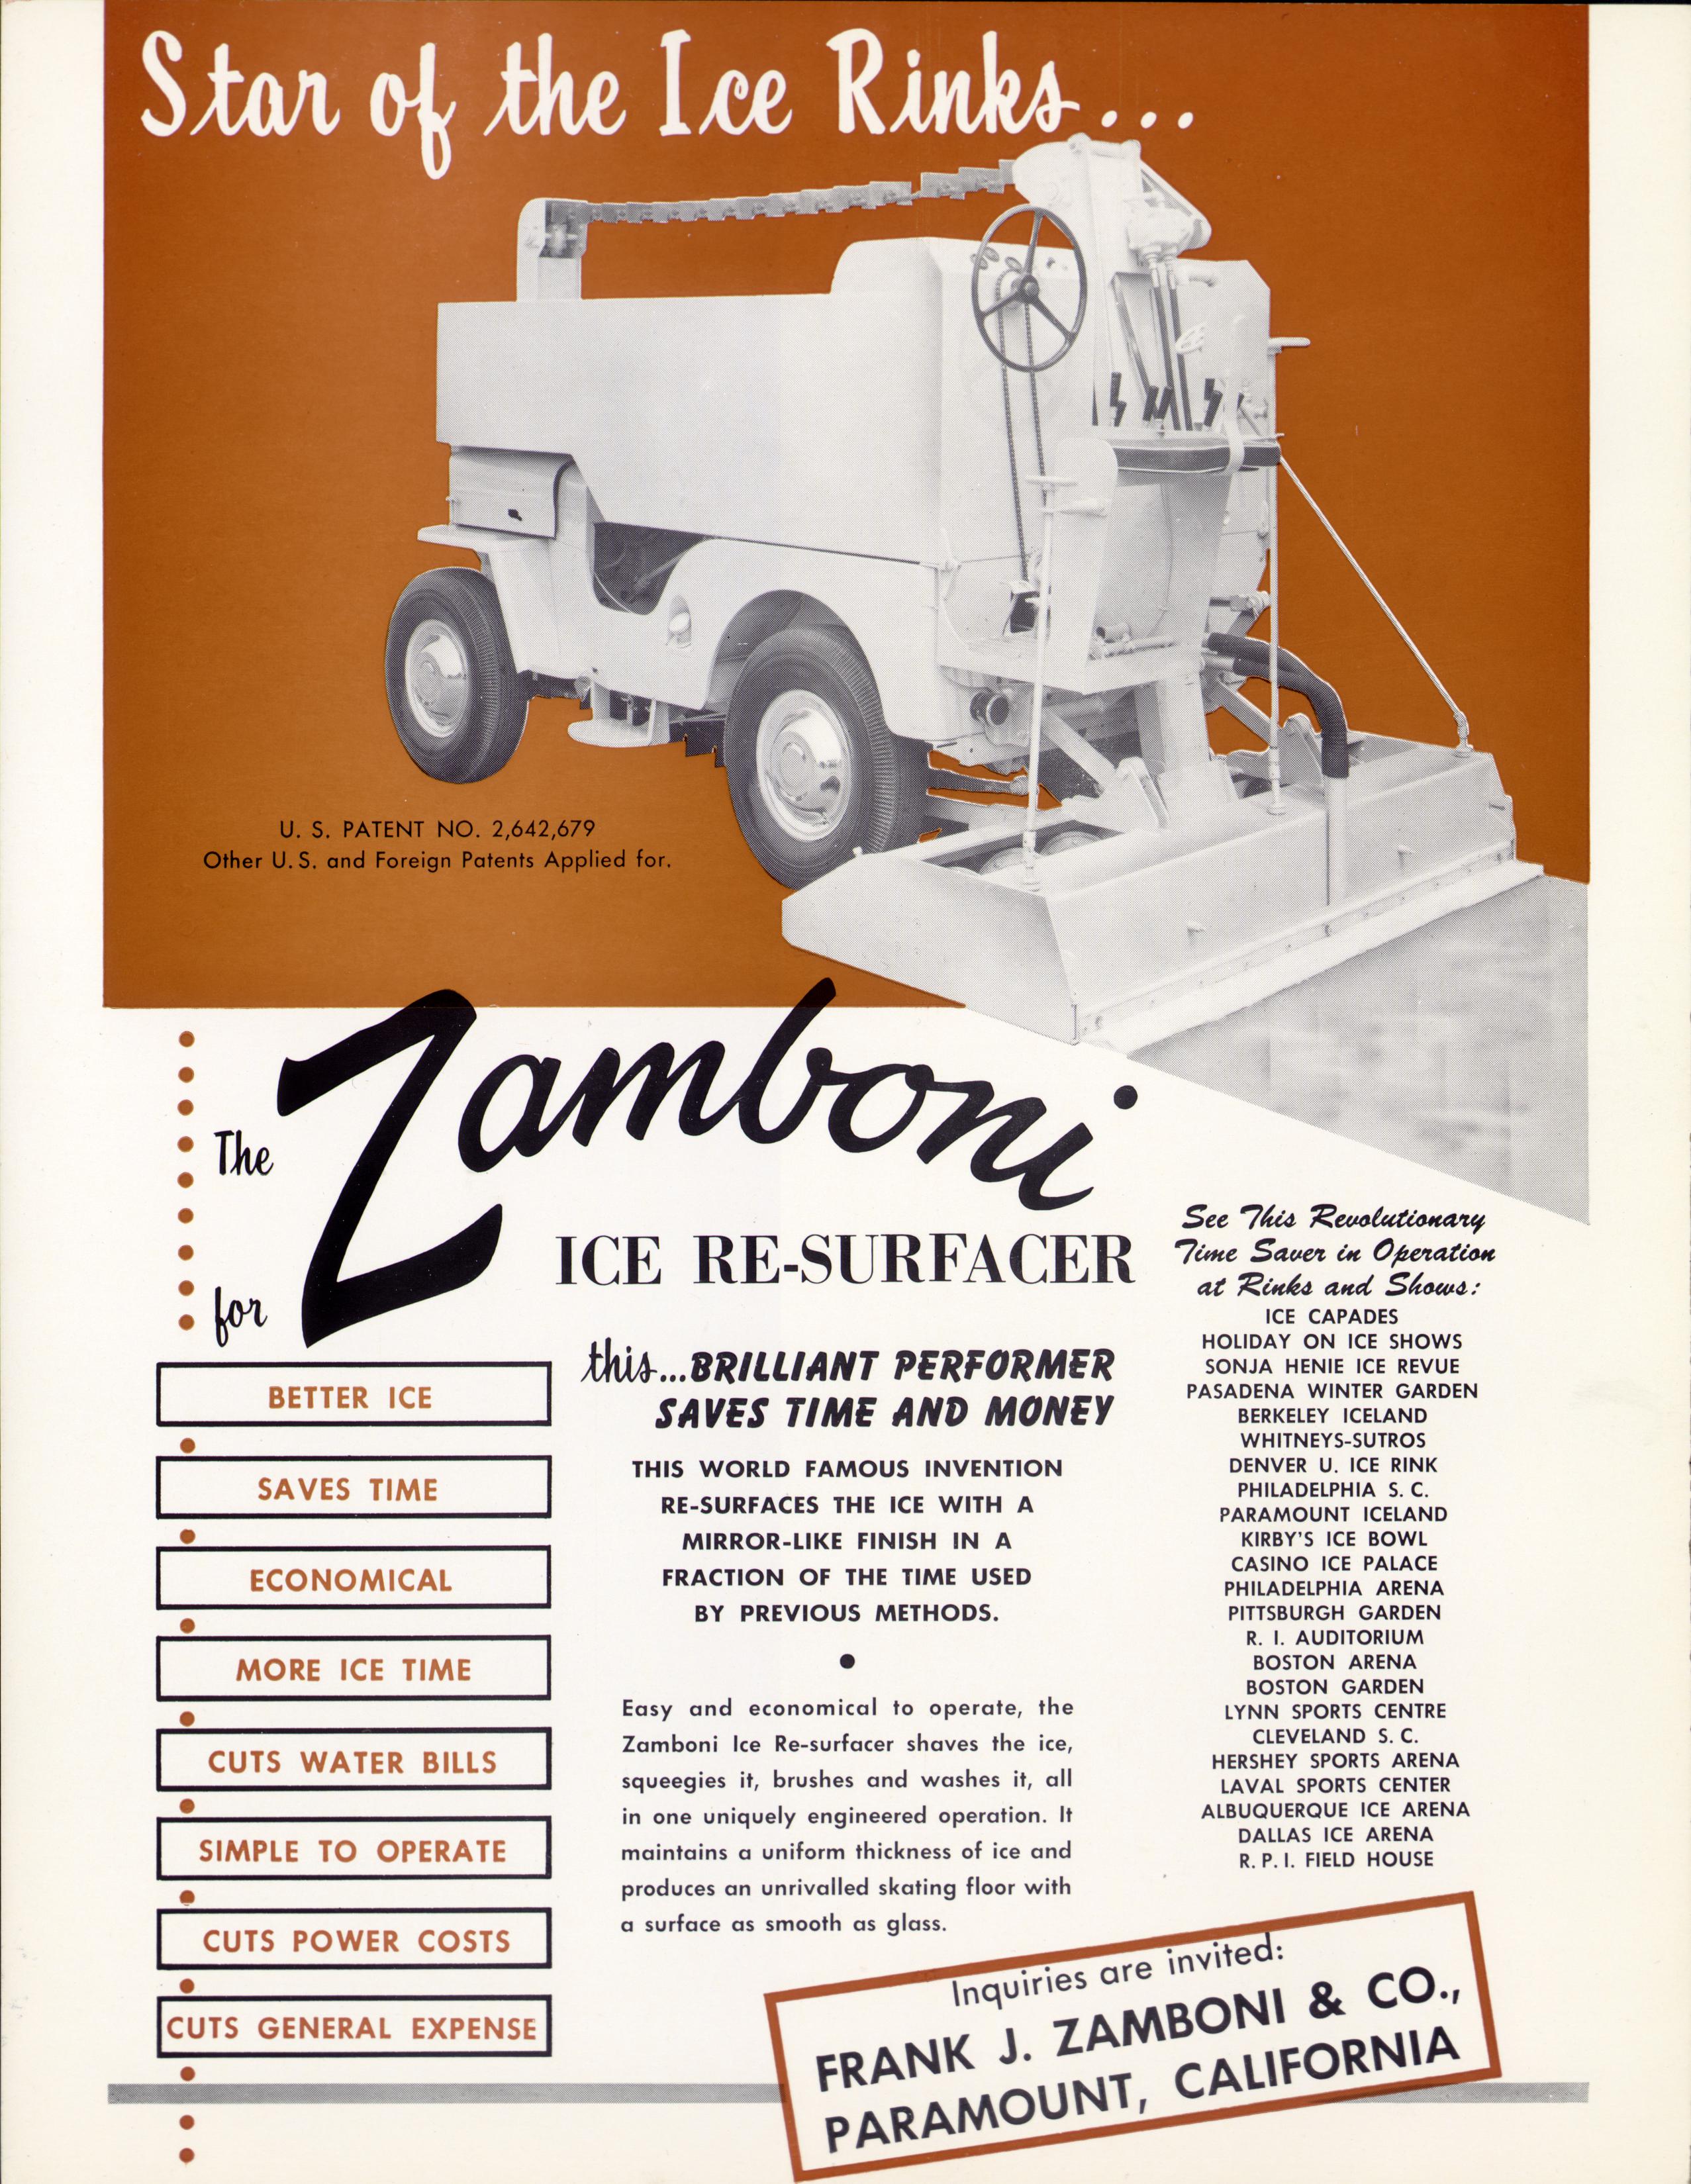 Star of the Ice Rinks...
U. S. PATENT NO. 2,642,679
Other U.S. and Foreign Patents Applied for.
The Zamboni
ICE RE-SURFACER
for
BETTER ICE
SAVES TIME
ECONOMICAL
MORE ICE TIME
CUTS WATER BILLS
SIMPLE TO OPERATE
CUTS POWER COSTS
CUTS GENERAL EXPENSE
this...BRILLIANT PERFORMER
SAVES TIME AND MONEY
THIS WORLD FAMOUS INVENTION
RE-SURFACES THE ICE WITH A
MIRROR-LIKE FINISH IN A
FRACTION OF THE TIME USED
BY PREVIOUS METHODS.
Easy and economical to operate, the
Zamboni Ice Re-surfacer shaves the ice,
squeegies it, brushes and washes it, all
in one uniquely engineered operation. It
maintains a uniform thickness of ice and
produces an unrivalled skating floor with
a surface as smooth as glass.
See This Revolutionary
Time Saver in Operation
at Rinks and Shows:
ICE CAPADES
HOLIDAY ON ICE SHOWS
SONJA HENIE ICE REVUE
PASADENA WINTER GARDEN
BERKELEY ICELAND
WHITNEYS-SUTROS
DENVER U. ICE RINK
PHILADELPHIA S. C.
PARAMOUNT ICELAND
KIRBY'S ICE BOWL
CASINO ICE PALACE
PHILADELPHIA ARENA
PITTSBURGH GARDEN
R. I. AUDITORIUM
BOSTON ARENA
BOSTON GARDEN
LYNN SPORTS CENTRE
CLEVELAND S. C.
HERSHEY SPORTS ARENA
LAVAL SPORTS CENTER
ALBUQUERQUE ICE ARENA
DALLAS ICE ARENA
R. P. I. FIELD HOUSE
Inquiries are invited:
FRANK J. ZAMBONI & CO.,
PARAMOUNT, CALIFORNIA